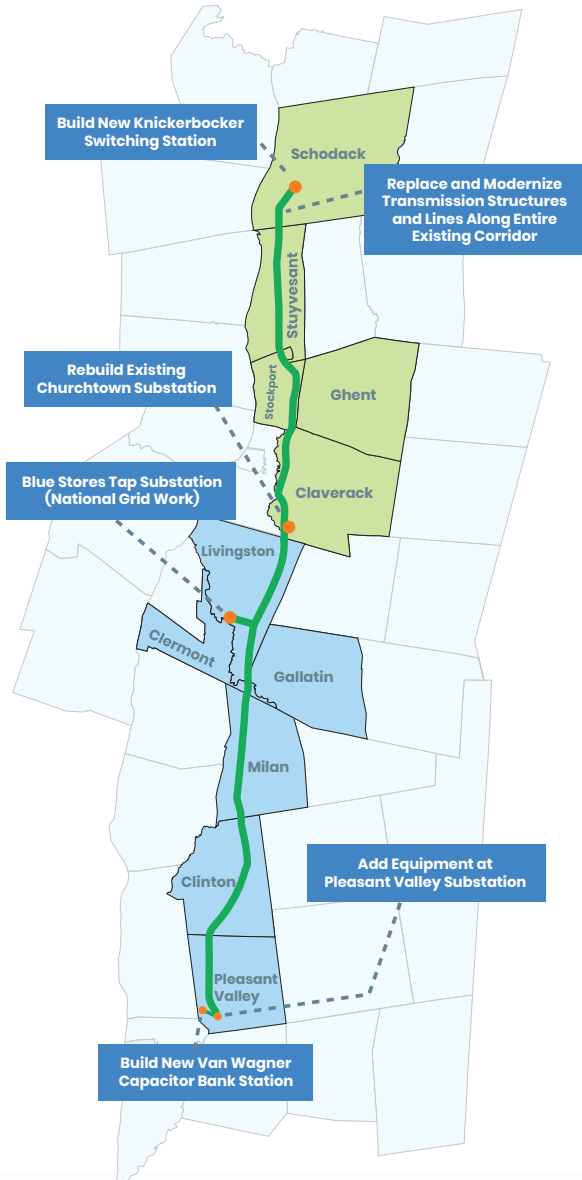 Build New Knickerbocker
Switching Station
Schodack
Replace and Modernize
Transmission Structures
and Lines Along Entire
Existing Corridor
Stuyvesant
Rebuild Existing
Churchtown Substation
Stockport
Ghent
Blue Stores Tap Substation
(National Grid Work)
Claverack
Livingston
Clermont
Gallatin
Milan
Add Equipment at
Pleasant Valley Substation
Clinton
Pleasant
Valley
Build New Van Wagner
Capacitor Bank Station